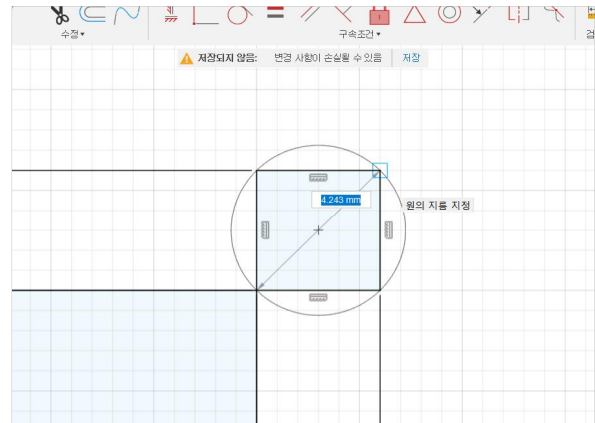 수정▾
구속조건▾
검
저장되지 않음: 변경 사항이 손실될 수 있음 저장
4.243 mm
원의 지름 지정